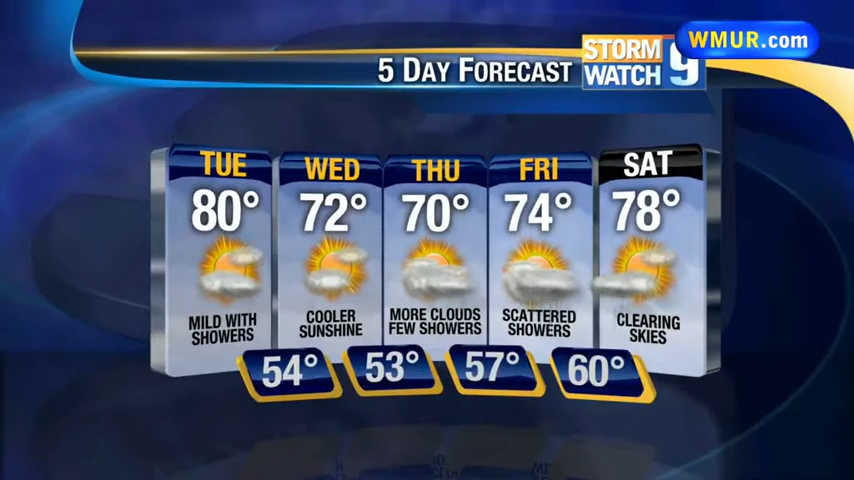 WMUR.com
5 DAY FORECAST
STORM
WATCH 9
TUE
80°
MILD WITH
SHOWERS
WED
72°
COOLER
SUNSHINE
THU
70°
MORE CLOUDS
FEW SHOWERS
FRI
74°
SCATTERED
SHOWERS
SAT
78°
CLEARING
SKIES
54°
53°
57°
60°